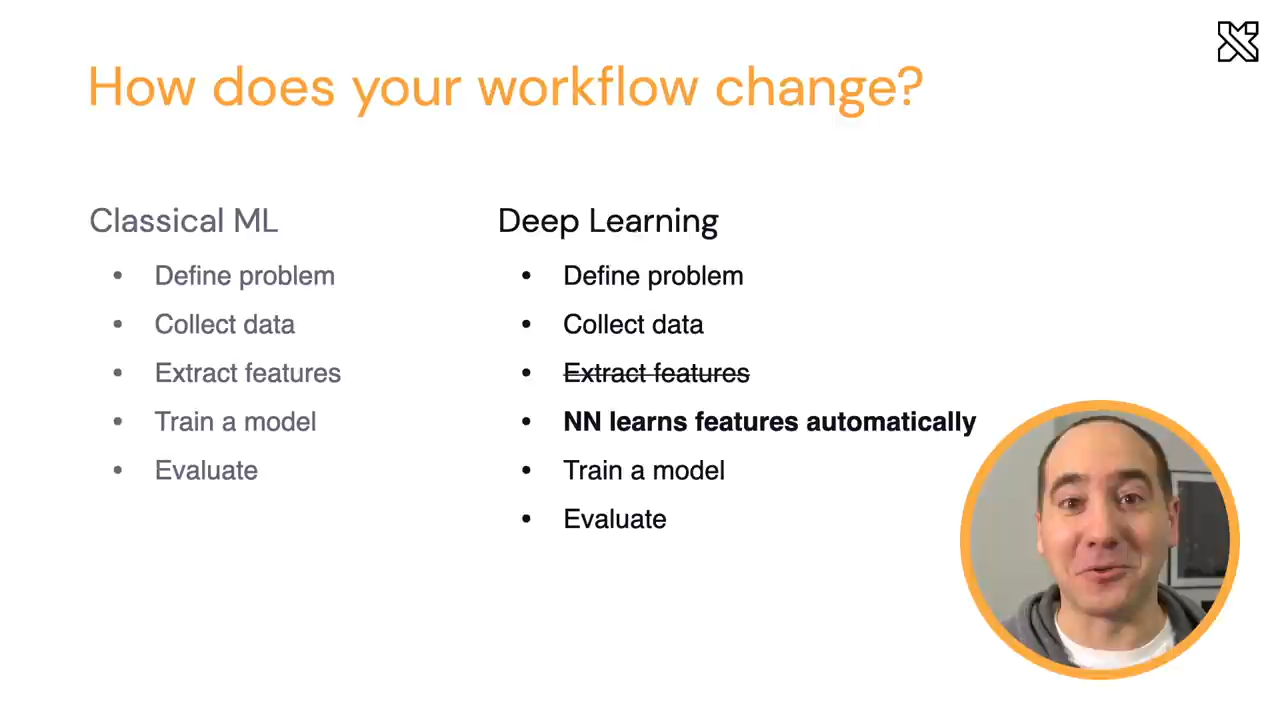 How does your workflow change?
Classical ML
• Define problem
• Collect data
• Extract features
• Train a model
• Evaluate
Deep Learning
• Define problem
• Collect data
• Extract features
• NN learns features automatically
• Train a model
• Evaluate